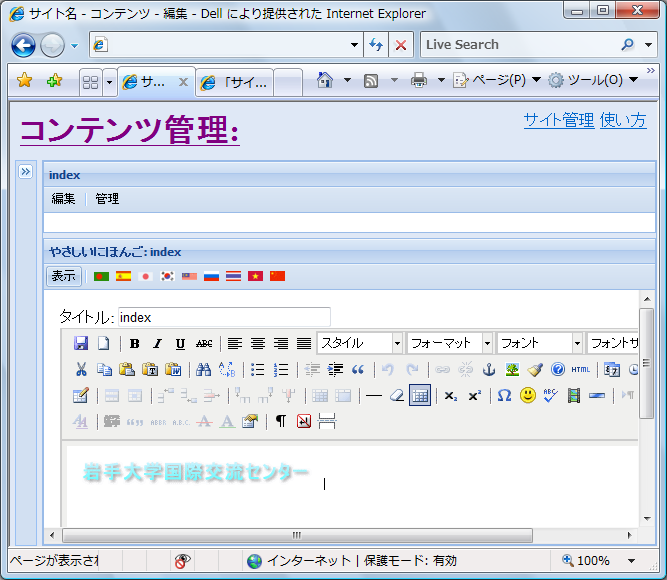 サイト名 - コンテンツ - 編集 - Dell により提供された Internet Explorer
Live Search
サ... 「サイ... ページ(P) ツール(O)
コンテンツ管理:
サイト管理 使い方
index
編集 管理
やさしいにほんご: index
表示
タイトル: index
B I U ABC スタイル フォーマット フォント フォントサ
HTML
岩手大学国際交流センター
ページが表示され インターネット | 保護モード: 有効 100%